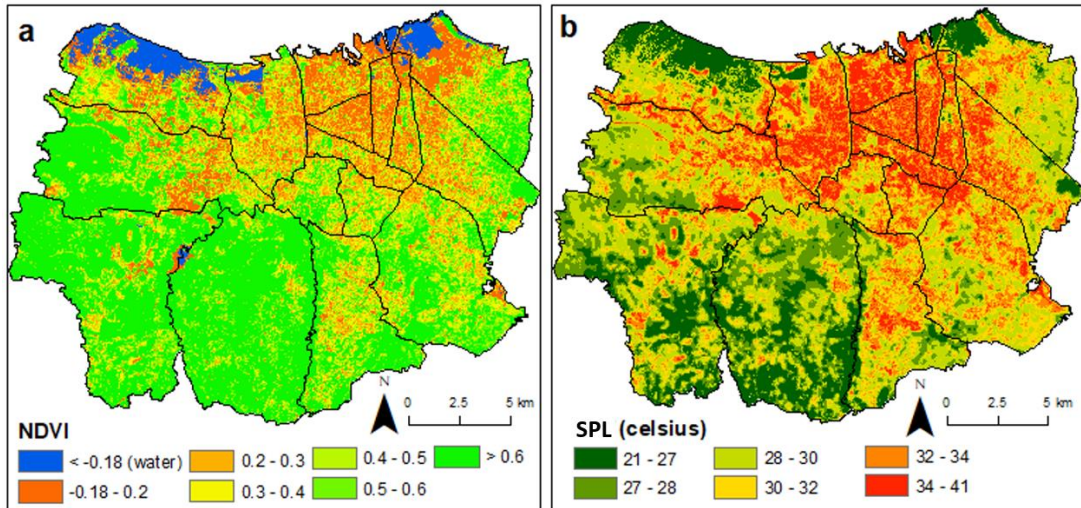 a
N
0 2.5 5 km
NDVI
< -0.18 (water)
0.2 - 0.3
0.4 - 0.5
> 0.6
-0.18 - 0.2
0.3 - 0.4
0.5 - 0.6
b
N
0 2.5 5 km
SPL (celsius)
21 - 27
28 - 30
32 - 34
27 - 28
30 - 32
34 - 41